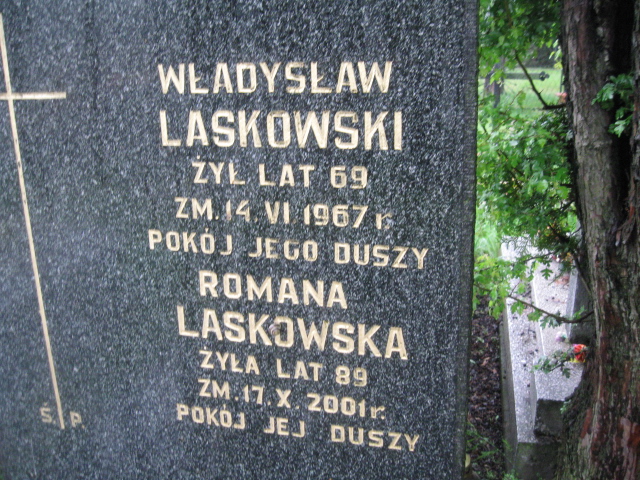 WŁADYSŁAW
LASKOWSKI
ŻYŁ LAT 69
ZM. 14. VI 1967 r.
POKÓJ JEGO DUSZY
ROMANA
LASKOWSKA
ŻYŁA LAT 89
ZM. 17. X. 2001 r.
POKÓJ JEJ DUSZY
Ś. P.